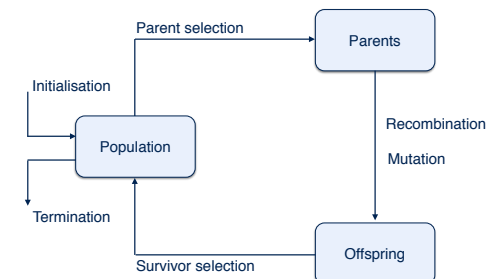 Parent selection
Parents
Initialisation
Recombination
Population
Mutation
Termination
Offspring
Survivor selection